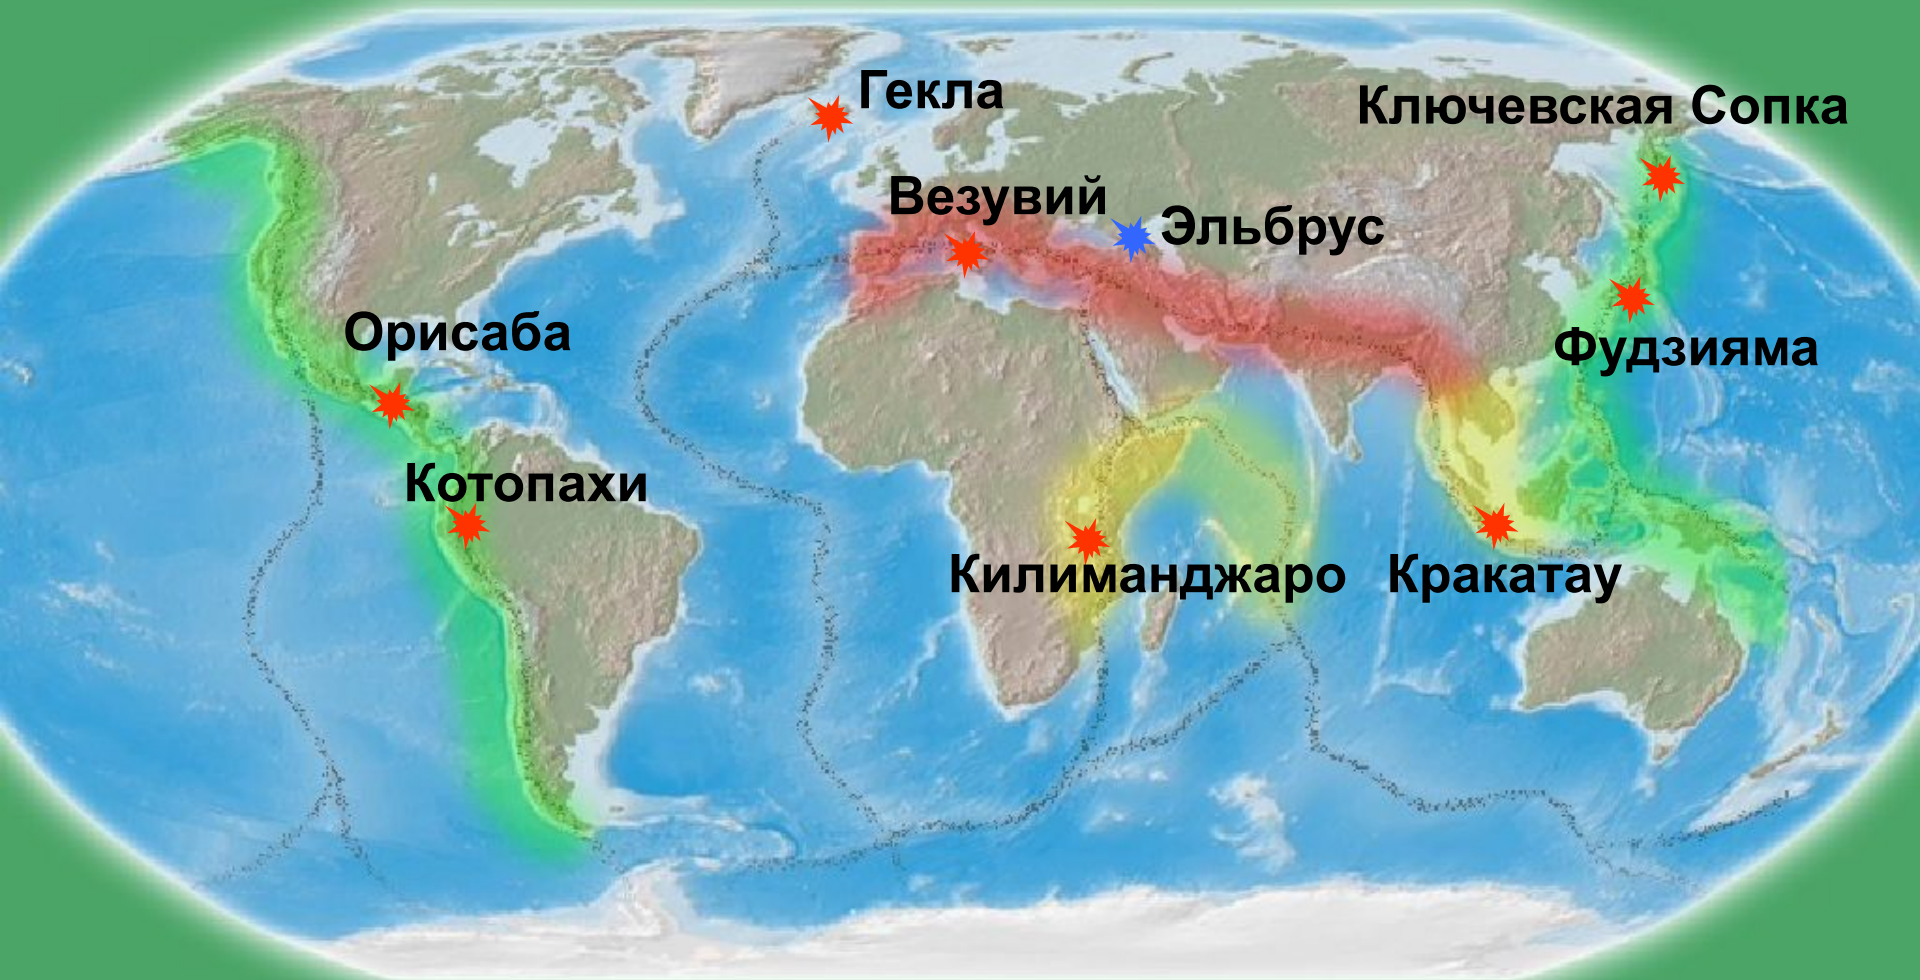 Гекла
Ключевская Сопка
Везувий
Эльбрус
Орисаба
Фудзияма
Котопахи
Килиманджаро
Кракатау